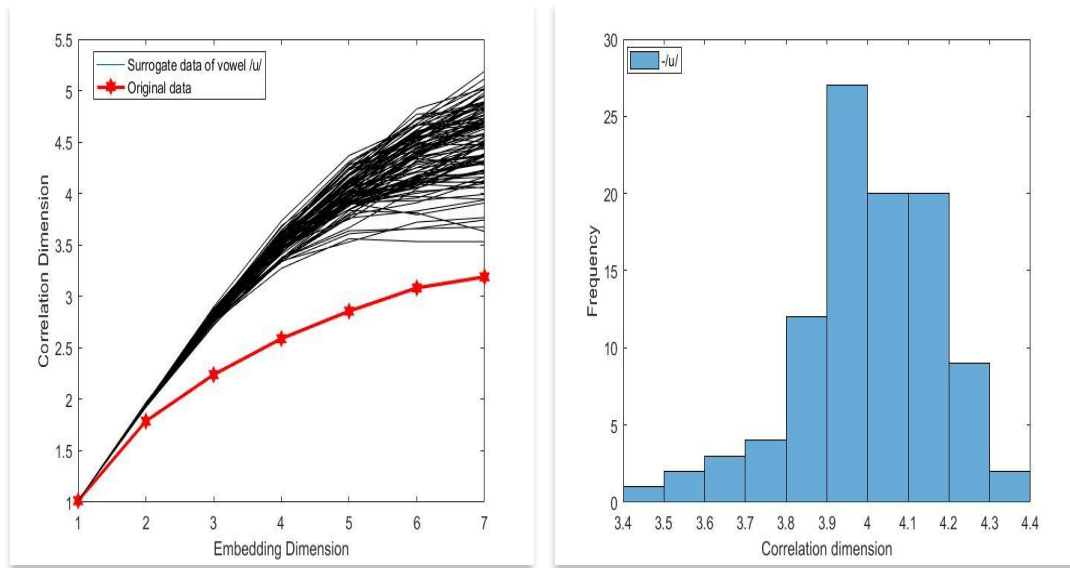 5.5
5
4.5
4
3.5
3
2.5
2
1.5
1
Correlation Dimension
Surrogate data of vowel /u/
Original data
1 2 3 4 5 6 7
Embedding Dimension
30
25
20
15
10
5
0
Frequency
-/u/
3.4 3.5 3.6 3.7 3.8 3.9 4 4.1 4.2 4.3 4.4
Correlation dimension